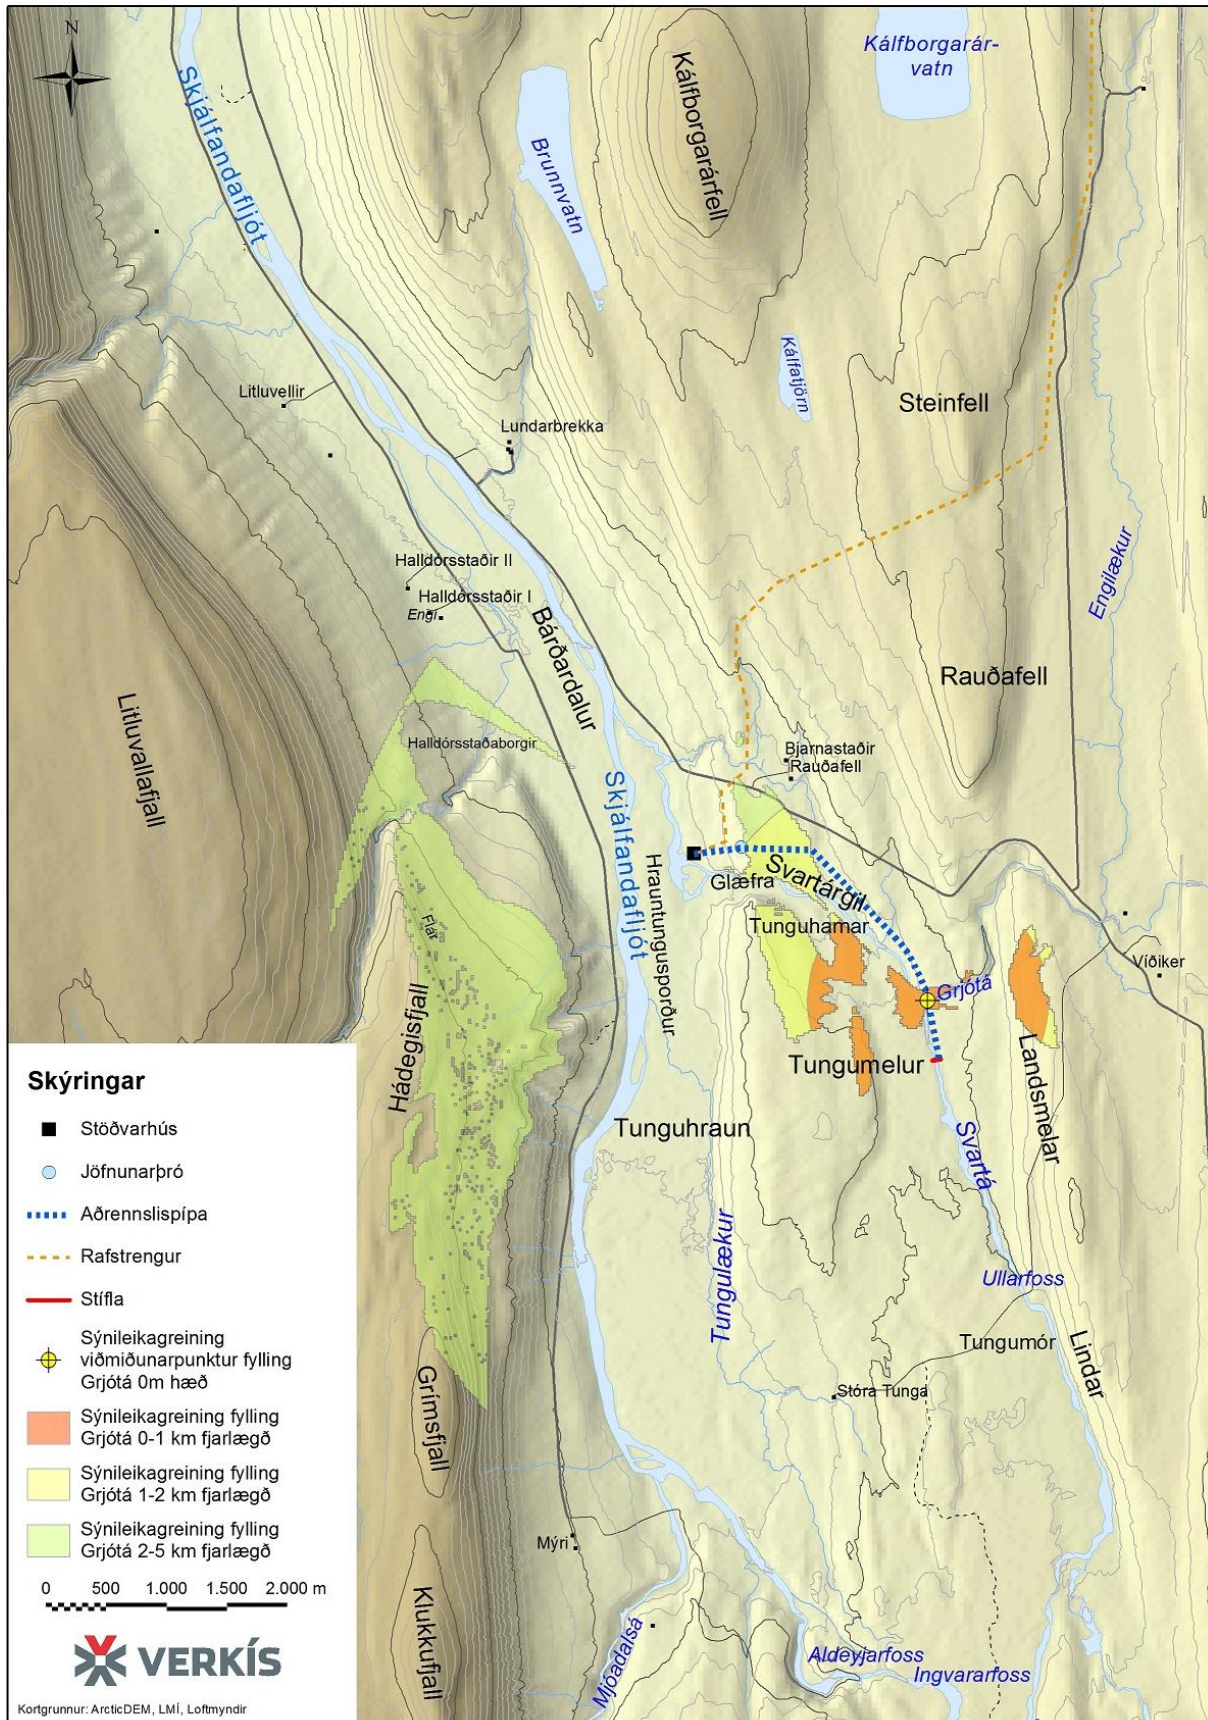 N
Skjálfandafljót
Brunnvatn
Kálfborgarárfell
Kálfborgarár-
vatn
Kálfatjörn
Steinfell
Litluvellir
Lundarbrekka
Engilækur
Halldórsstaðir II
Halldórsstaðir I
Engi
Bárðardalur
Rauðafell
Litluvallafjall
Halldórsstaðaborgir
Bjarnastaðir
Rauðafell
Skjálfandafljót
Hrauntungusporður
Glæfra
Svartárgil
Tunguhamar
Flár
Hádegisfjall
Grjótá
Víðiker
Tungumelur
Landsmelar
Tunguhraun
Svartá
Tungulækur
Ullarfoss
Tungumór
Lindar
Stóra Tunga
Grímsfjall
Mýri
Klukkufjall
Mjóadalsá
Aldeyjarfoss
Ingvararfoss
Skýringar
Stöðvarhús
Jöfnunarþró
Aðrennslispípa
Rafstrengur
Stífla
Sýnileikagreining
viðmiðunarpunktur fylling
Grjótá 0m hæð
Sýnileikagreining fylling
Grjótá 0-1 km fjarlægð
Sýnileikagreining fylling
Grjótá 1-2 km fjarlægð
Sýnileikagreining fylling
Grjótá 2-5 km fjarlægð
0 500 1.000 1.500 2.000 m
VERKÍS
Kortgrunnur: ArcticDEM, LMÍ, Loftmyndir